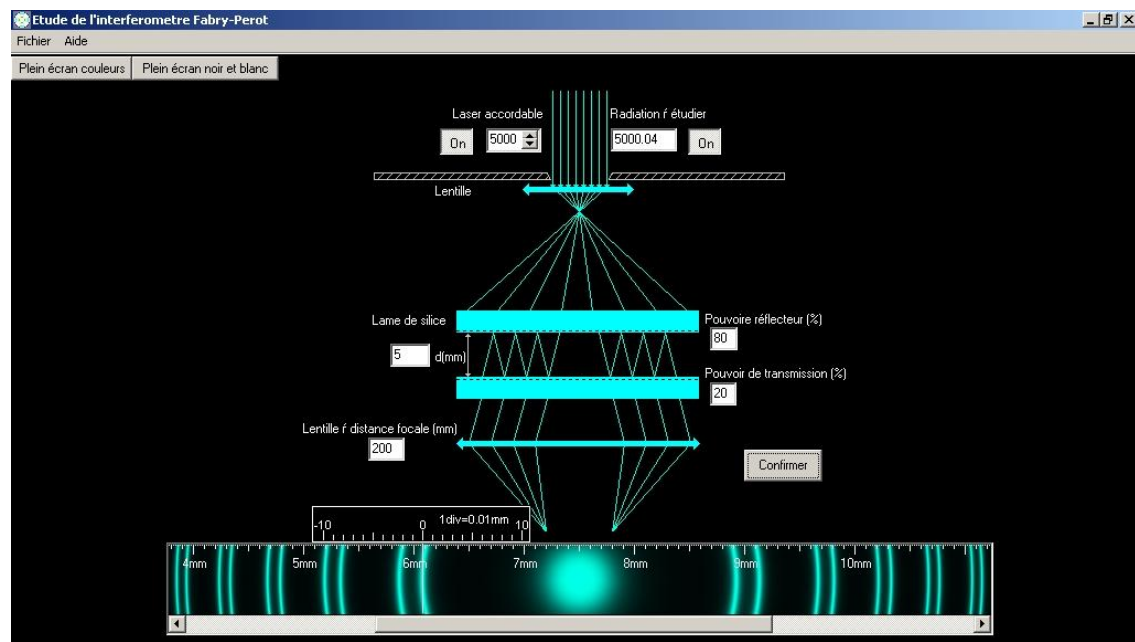 Etude de l'interferometre Fabry-Perot
Fichier Aide
Plein écran couleurs Plein écran noir et blanc
Laser accordable Radiation ŕ étudier
On 5000 5000.04 On
Lentille
Lame de silice Pouvoire réflecteur (%)
80
5 d(mm)
Pouvoir de transmission (%)
20
Lentille ŕ distance focale (mm)
200
Confirmer
-10 0 1div=0.01mm 10
4mm 5mm 6mm 7mm 8mm 9mm 10mm